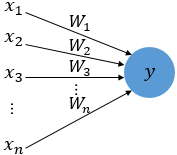 x₁ W₁
x₂ W₂
x₃ W₃ y
⋮ ⋮
xₙ Wₙ